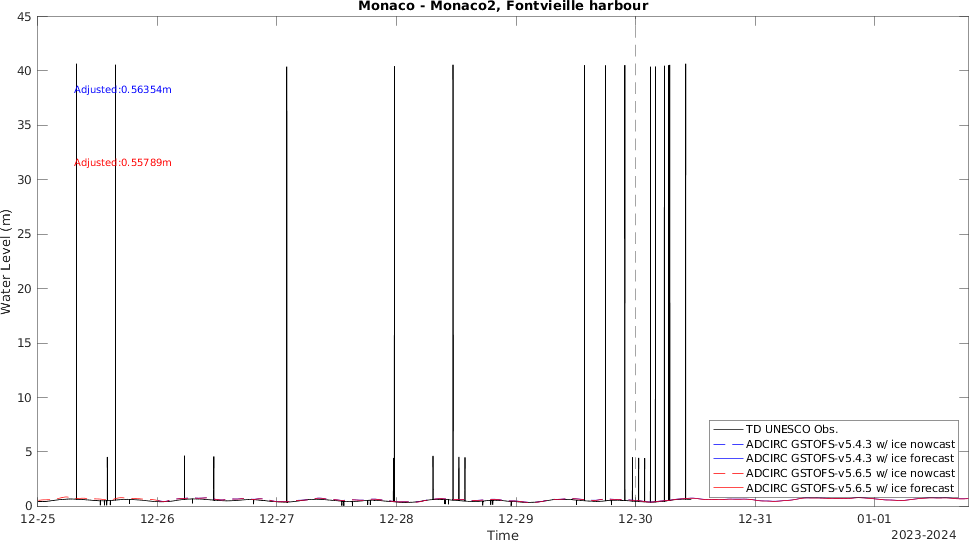 Monaco - Monaco2, Fontvieille harbour
45
40
35
30
25
20
15
10
5
0
Water Level (m)
Adjusted:0.56354m
Adjusted:0.55789m
TD UNESCO Obs.
ADCIRC GSTOFS-v5.4.3 w/ ice nowcast
ADCIRC GSTOFS-v5.4.3 w/ ice forecast
ADCIRC GSTOFS-v5.6.5 w/ ice nowcast
ADCIRC GSTOFS-v5.6.5 w/ ice forecast
12-25 12-26 12-27 12-28 12-29 12-30 12-31 01-01
Time
2023-2024